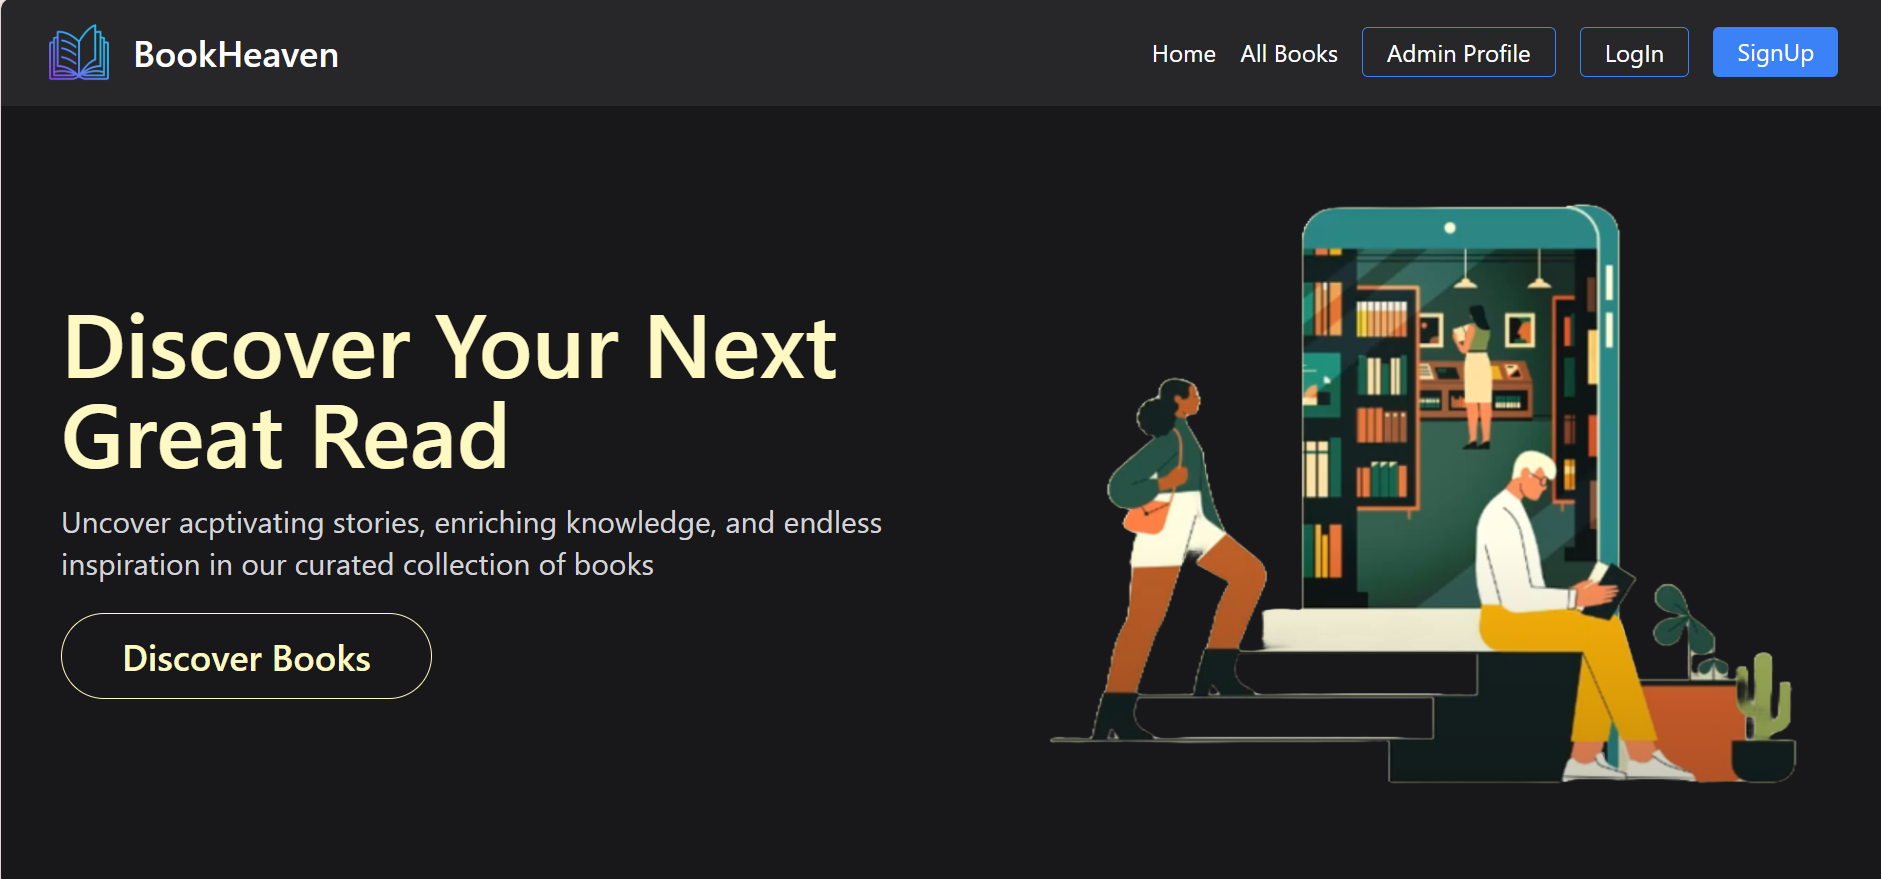 BookHeaven
Home All Books Admin Profile LogIn SignUp
Discover Your Next
Great Read
Uncover acptivating stories, enriching knowledge, and endless
inspiration in our curated collection of books
Discover Books